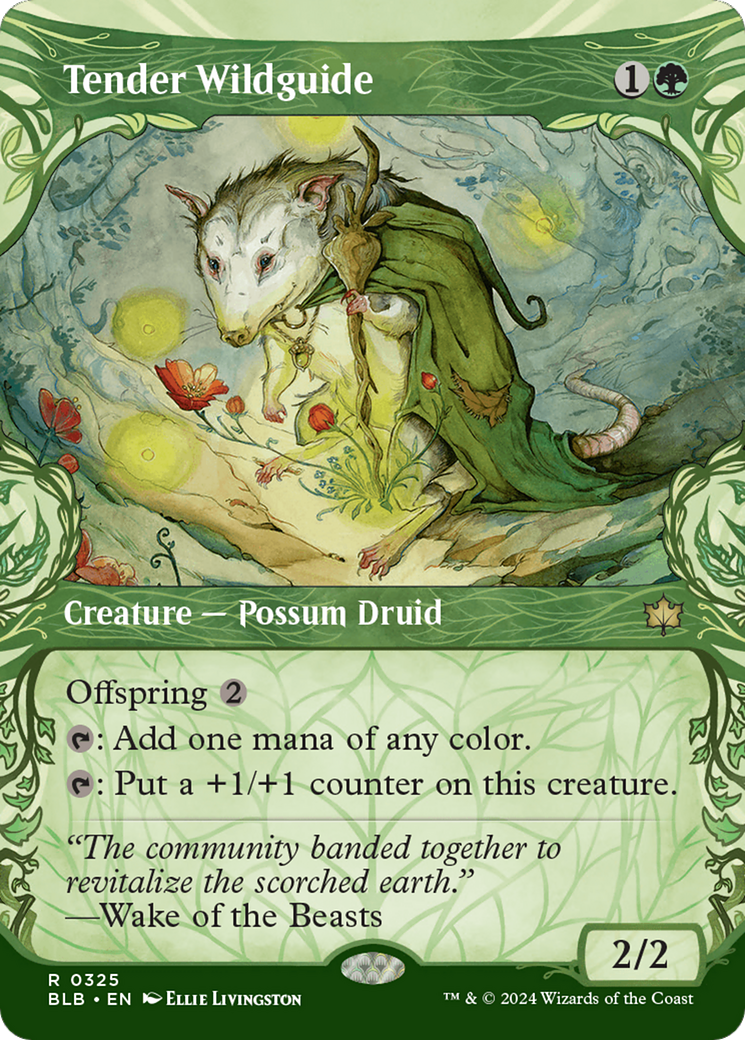 Tender Wildguide 1
Creature — Possum Druid
Offspring 2
: Add one mana of any color.
: Put a +1/+1 counter on this creature.
“The community banded together to
revitalize the scorched earth.”
—Wake of the Beasts
2/2
R 0325
BLB • EN Ellie Livingston
™ & © 2024 Wizards of the Coast